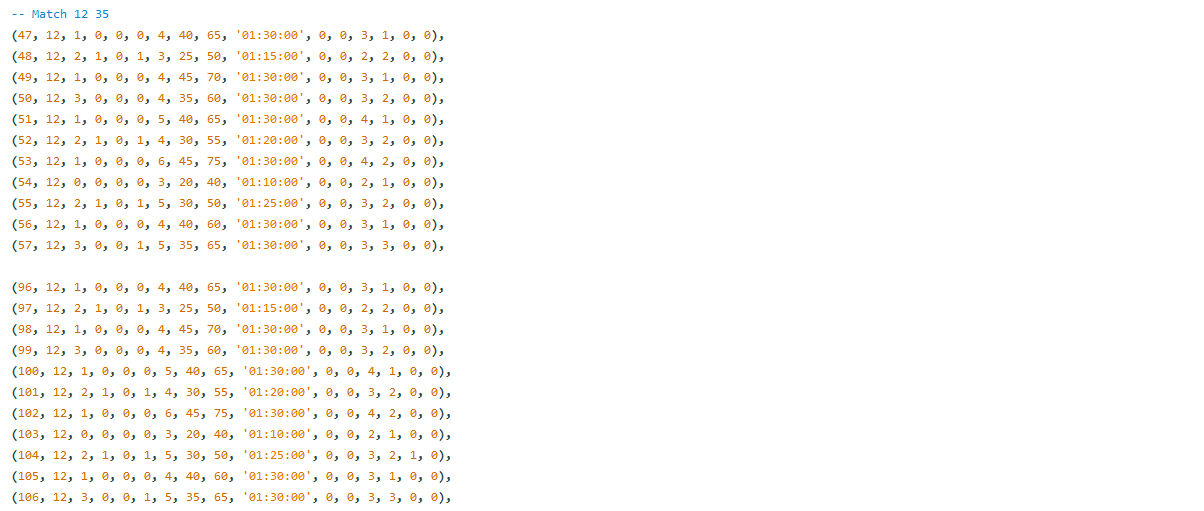 -- Match 12 35
(47, 12, 1, 0, 0, 0, 4, 40, 65, '01:30:00', 0, 0, 3, 1, 0, 0),
(48, 12, 2, 1, 0, 1, 3, 25, 50, '01:15:00', 0, 0, 2, 2, 0, 0),
(49, 12, 1, 0, 0, 0, 4, 45, 70, '01:30:00', 0, 0, 3, 1, 0, 0),
(50, 12, 3, 0, 0, 0, 4, 35, 60, '01:30:00', 0, 0, 3, 2, 0, 0),
(51, 12, 1, 0, 0, 0, 5, 40, 65, '01:30:00', 0, 0, 4, 1, 0, 0),
(52, 12, 2, 1, 0, 1, 4, 30, 55, '01:20:00', 0, 0, 3, 2, 0, 0),
(53, 12, 1, 0, 0, 0, 6, 45, 75, '01:30:00', 0, 0, 4, 2, 0, 0),
(54, 12, 0, 0, 0, 0, 3, 20, 40, '01:10:00', 0, 0, 2, 1, 0, 0),
(55, 12, 2, 1, 0, 1, 5, 30, 50, '01:25:00', 0, 0, 3, 2, 0, 0),
(56, 12, 1, 0, 0, 0, 4, 40, 60, '01:30:00', 0, 0, 3, 1, 0, 0),
(57, 12, 3, 0, 0, 1, 5, 35, 65, '01:30:00', 0, 0, 3, 3, 0, 0),
(96, 12, 1, 0, 0, 0, 4, 40, 65, '01:30:00', 0, 0, 3, 1, 0, 0),
(97, 12, 2, 1, 0, 1, 3, 25, 50, '01:15:00', 0, 0, 2, 2, 0, 0),
(98, 12, 1, 0, 0, 0, 4, 45, 70, '01:30:00', 0, 0, 3, 1, 0, 0),
(99, 12, 3, 0, 0, 0, 4, 35, 60, '01:30:00', 0, 0, 3, 2, 0, 0),
(100, 12, 1, 0, 0, 0, 5, 40, 65, '01:30:00', 0, 0, 4, 1, 0, 0),
(101, 12, 2, 1, 0, 1, 4, 30, 55, '01:20:00', 0, 0, 3, 2, 0, 0),
(102, 12, 1, 0, 0, 0, 6, 45, 75, '01:30:00', 0, 0, 4, 2, 0, 0),
(103, 12, 0, 0, 0, 0, 3, 20, 40, '01:10:00', 0, 0, 2, 1, 0, 0),
(104, 12, 2, 1, 0, 1, 5, 30, 50, '01:25:00', 0, 0, 3, 2, 1, 0),
(105, 12, 1, 0, 0, 0, 4, 40, 60, '01:30:00', 0, 0, 3, 1, 0, 0),
(106, 12, 3, 0, 0, 1, 5, 35, 65, '01:30:00', 0, 0, 3, 3, 0, 0),